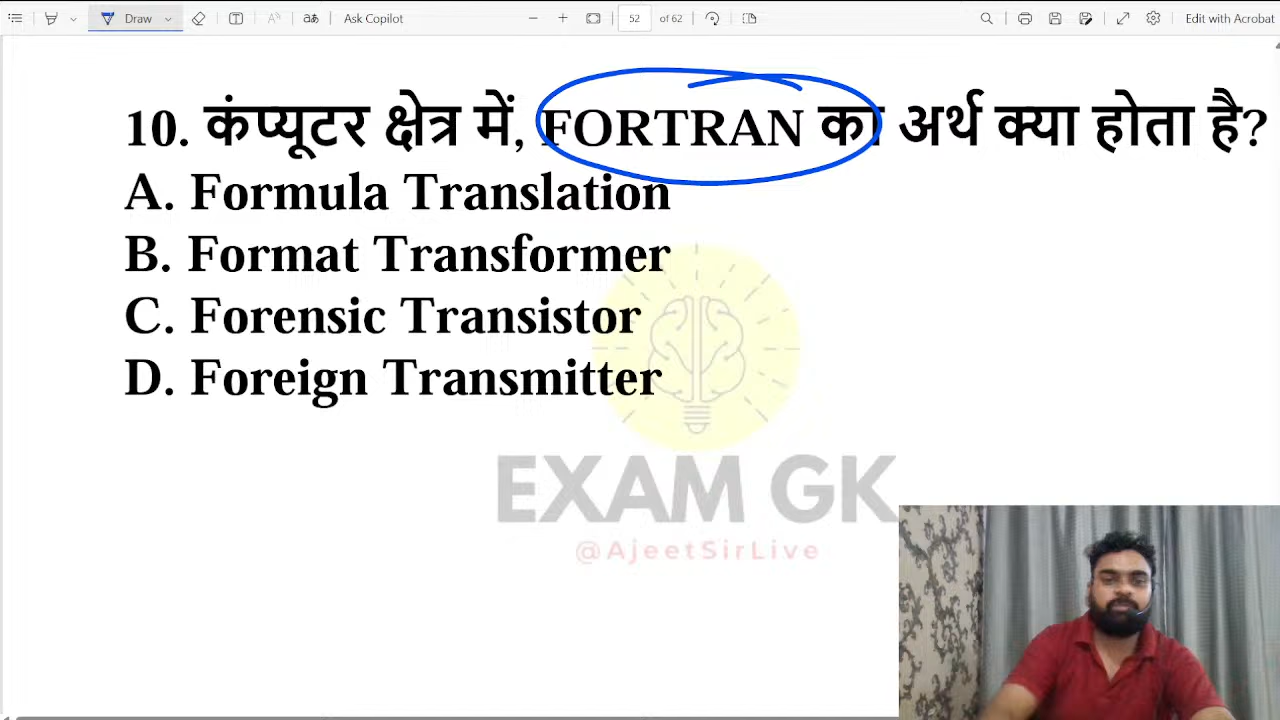 Draw
Ask Copilot
52 of 62
Edit with Acrobat
10. कंप्यूटर क्षेत्र में, FORTRAN का अर्थ क्या होता है?
A. Formula Translation
B. Format Transformer
C. Forensic Transistor
D. Foreign Transmitter
EXAM GK
@AjeetSirLive